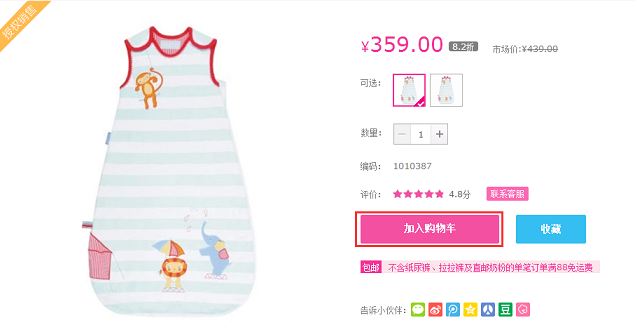 授权销售
¥359.00 8.2折 市场价:¥439.00
可选:
数量: − 1 +
编码: 1010387
评价: 4.8分 联系客服
加入购物车 收藏
包邮 不含纸尿裤、拉拉裤及直邮奶粉的单笔订单满88免运费
告诉小伙伴: 豆